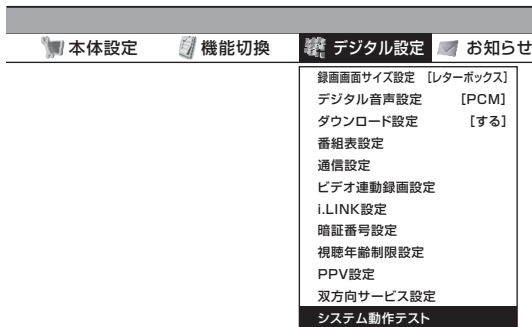 本体設定 機能切換 デジタル設定 お知らせ
録画画面サイズ設定 [レターボックス]
デジタル音声設定 [PCM]
ダウンロード設定 [する]
番組表設定
通信設定
ビデオ連動録画設定
i.LINK設定
暗証番号設定
視聴年齢制限設定
PPV設定
双方向サービス設定
システム動作テスト